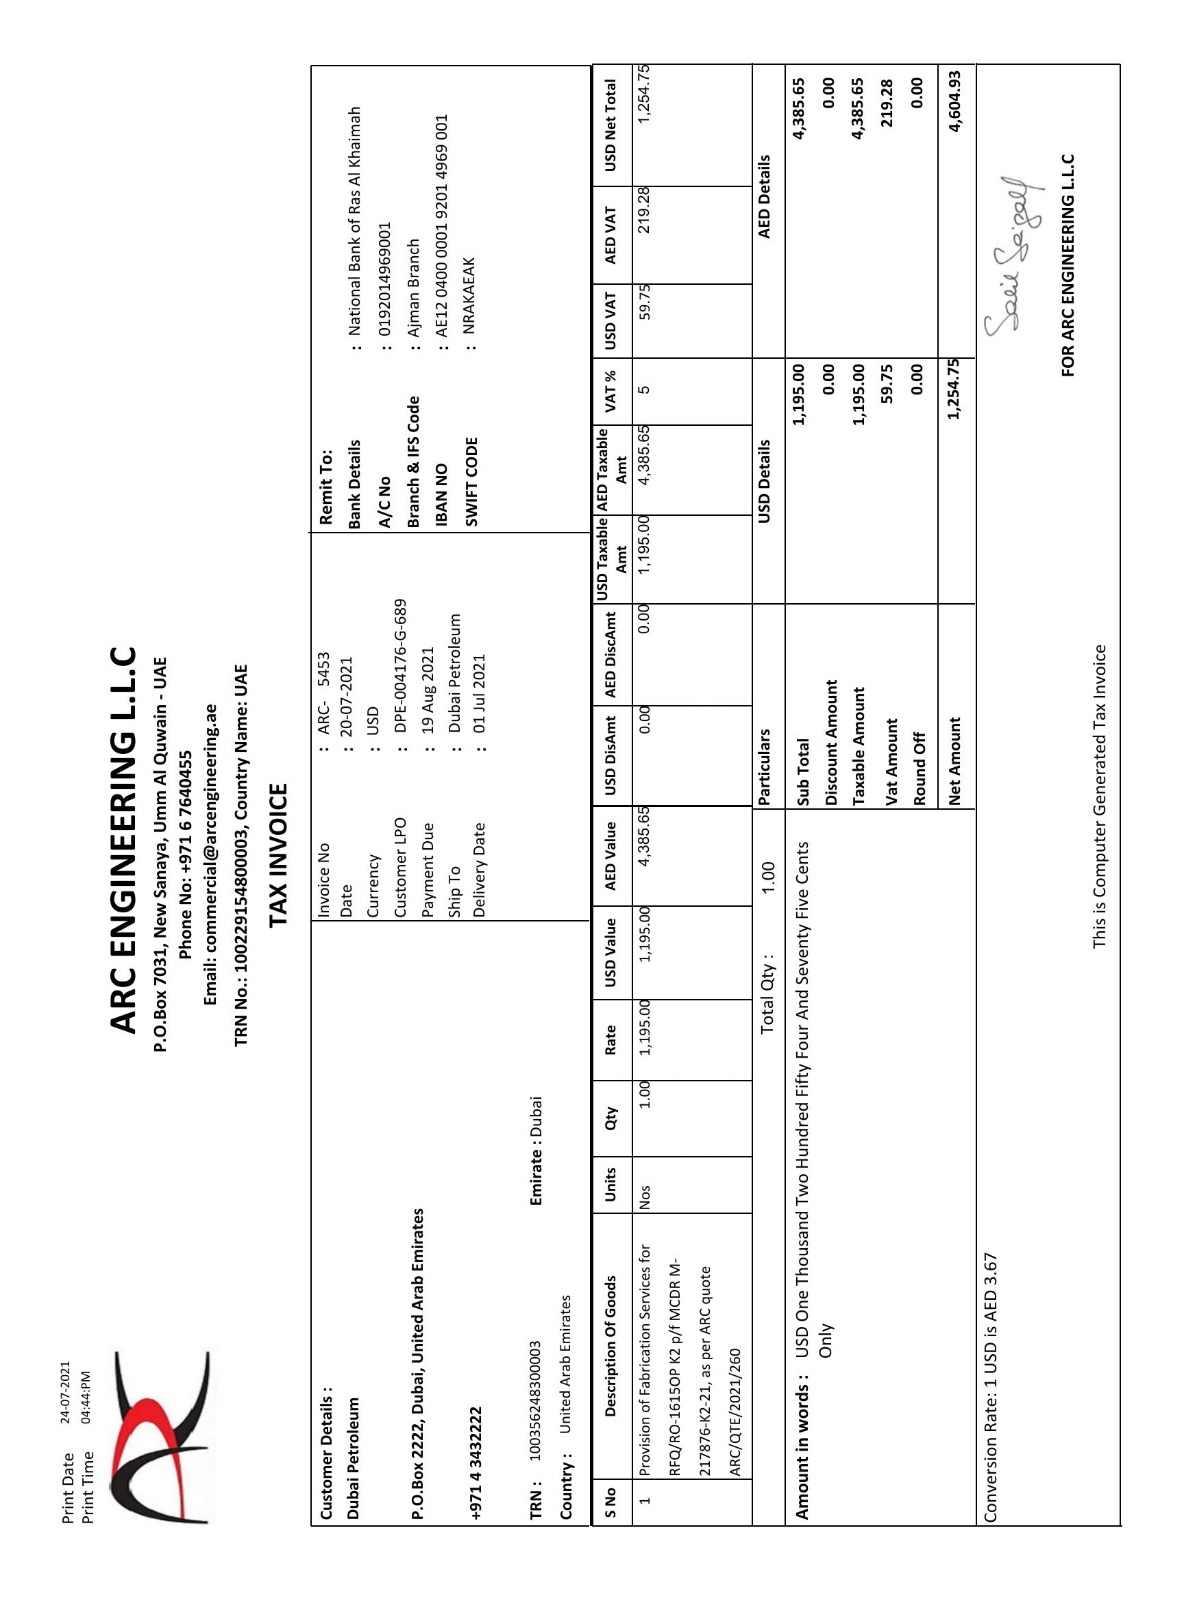 Print Date 24-07-2021
Print Time 04:44:PM
ARC ENGINEERING L.L.C
P.O.Box 7031, New Sanaya, Umm Al Quwain - UAE
Phone No: +971 6 7640455
Email: commercial@arcengineering.ae
TRN No.: 100229154800003, Country Name: UAE
TAX INVOICE
Customer Details :
Dubai Petroleum
P.O.Box 2222, Dubai, United Arab Emirates
+971 4 3432222
TRN : 100356248300003 Emirate : Dubai
Country : United Arab Emirates
Invoice No : ARC- 5453
Date : 20-07-2021
Currency : USD
Customer LPO : DPE-004176-G-689
Payment Due : 19 Aug 2021
Ship To : Dubai Petroleum
Delivery Date : 01 Jul 2021
Remit To:
Bank Details : National Bank of Ras Al Khaimah
A/C No : 0192014969001
Branch & IFS Code : Ajman Branch
IBAN NO : AE12 0400 0001 9201 4969 001
SWIFT CODE : NRAKAEAK
S No Description Of Goods Units Qty Rate USD Value AED Value USD DisAmt AED DiscAmt USD Taxable Amt AED Taxable Amt VAT % USD VAT AED VAT USD Net Total
1 Provision of Fabrication Services for Nos 1.00 1,195.00 1,195.00 4,385.65 0.00 0.00 1,195.00 4,385.65 5 59.75 219.28 1,254.75
RFQ/RO-1615OP K2 p/f MCDR M-
217876-K2-21, as per ARC quote
ARC/QTE/2021/260
Total Qty : 1.00 Particulars USD Details AED Details
Amount in words : USD One Thousand Two Hundred Fifty Four And Seventy Five Cents
Only
Sub Total 1,195.00 4,385.65
Discount Amount 0.00 0.00
Taxable Amount 1,195.00 4,385.65
Vat Amount 59.75 219.28
Round Off 0.00 0.00
Net Amount 1,254.75 4,604.93
Conversion Rate: 1 USD is AED 3.67
FOR ARC ENGINEERING L.L.C
This is Computer Generated Tax Invoice